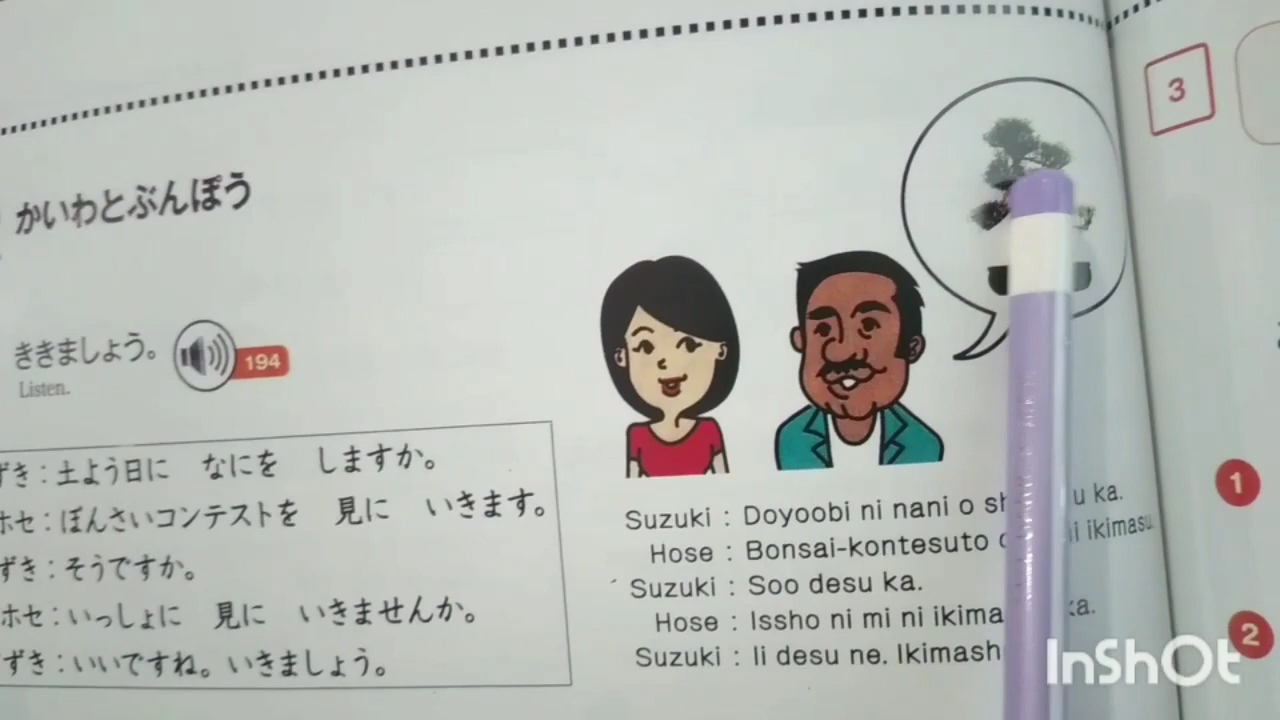 かいわとぶんぽう
ききましょう。
Listen.
194
ずき：土よう日に なにを しますか。
ホセ：ぼんさいコンテストを 見に いきます。
ずき：そうですか。
ホセ：いっしょに 見に いきませんか。
ずき：いいですね。いきましょう。
Suzuki : Doyoobi ni nani o sh u ka.
Hose : Bonsai-kontesuto ni ikimasu
Suzuki : Soo desu ka.
Hose : Issho ni mi ni ikima ka.
Suzuki : Ii desu ne. Ikimash
3
1
2
InShOt